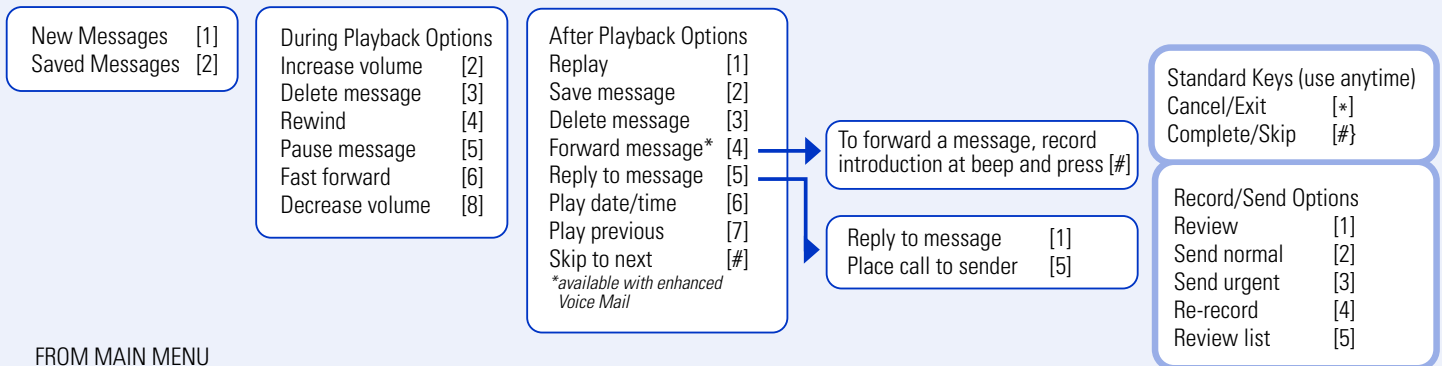 New Messages [1]
Saved Messages [2]
During Playback Options
Increase volume [2]
Delete message [3]
Rewind [4]
Pause message [5]
Fast forward [6]
Decrease volume [8]
After Playback Options
Replay [1]
Save message [2]
Delete message [3]
Forward message* [4]
Reply to message [5]
Play date/time [6]
Play previous [7]
Skip to next [#]
*available with enhanced
Voice Mail
To forward a message, record
introduction at beep and press [#]
Reply to message [1]
Place call to sender [5]
Standard Keys (use anytime)
Cancel/Exit [*]
Complete/Skip [#}
Record/Send Options
Review [1]
Send normal [2]
Send urgent [3]
Re-record [4]
Review list [5]
FROM MAIN MENU